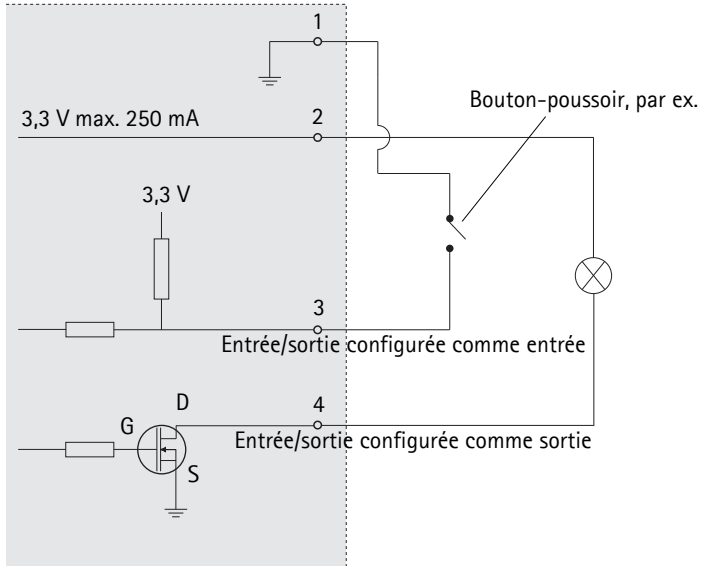 1
Bouton-poussoir, par ex.
3,3 V max. 250 mA
2
3,3 V
3
Entrée/sortie configurée comme entrée
D
4
G
Entrée/sortie configurée comme sortie
S